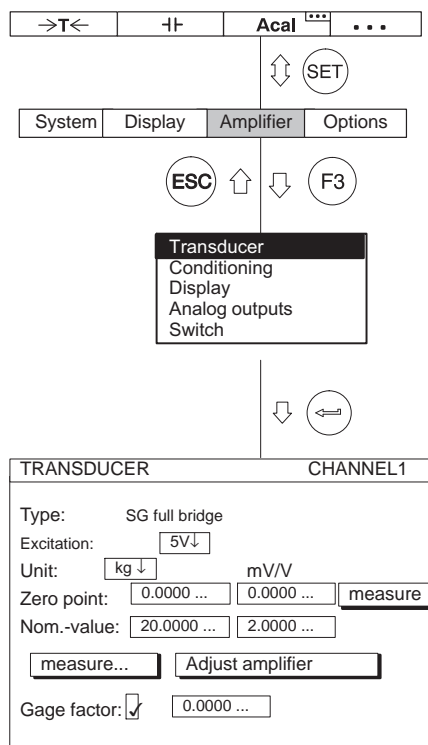 →T← ⊣⊢ Acal ... ...
SET
System Display Amplifier Options
ESC F3
Transducer
Conditioning
Display
Analog outputs
Switch
TRANSDUCER CHANNEL1
Type: SG full bridge
Excitation: 5V↓
Unit: kg ↓ mV/V
Zero point: 0.0000 ... 0.0000 ... measure
Nom.-value: 20.0000 ... 2.0000 ...
measure... Adjust amplifier
Gage factor: ✓ 0.0000 ...